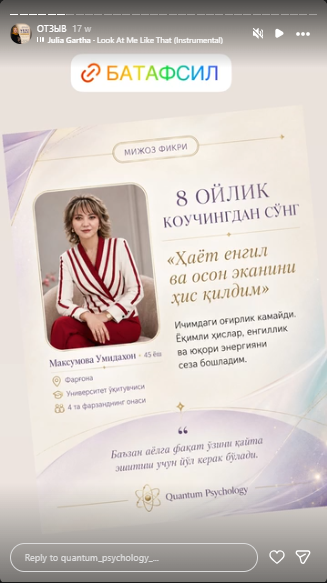 ОТЗЫВ 17 w
Julia Gartha - Look At Me Like That (Instrumental)
БАТАФСИЛ
МИЖОЗ ФИКРИ
8 ОЙЛИК
КОУЧИНГДАН СЎНГ
«Ҳаёт енгил
ва осон эканини
ҳис қилдим»
Ичимдаги оғирлик камайди.
Ёқимли ҳислар, енгиллик
ва юқори энергияни
сеза бошладим.
Максумова Умидахон - 45 ёш
Фарғона
Университет ўқитувчиси
4 та фарзанднинг онаси
“
Баъзан аёлга фақат ўзини қайта
эшитиш учун йўл керак бўлади.
Quantum Psychology
Reply to quantum_psychology_...